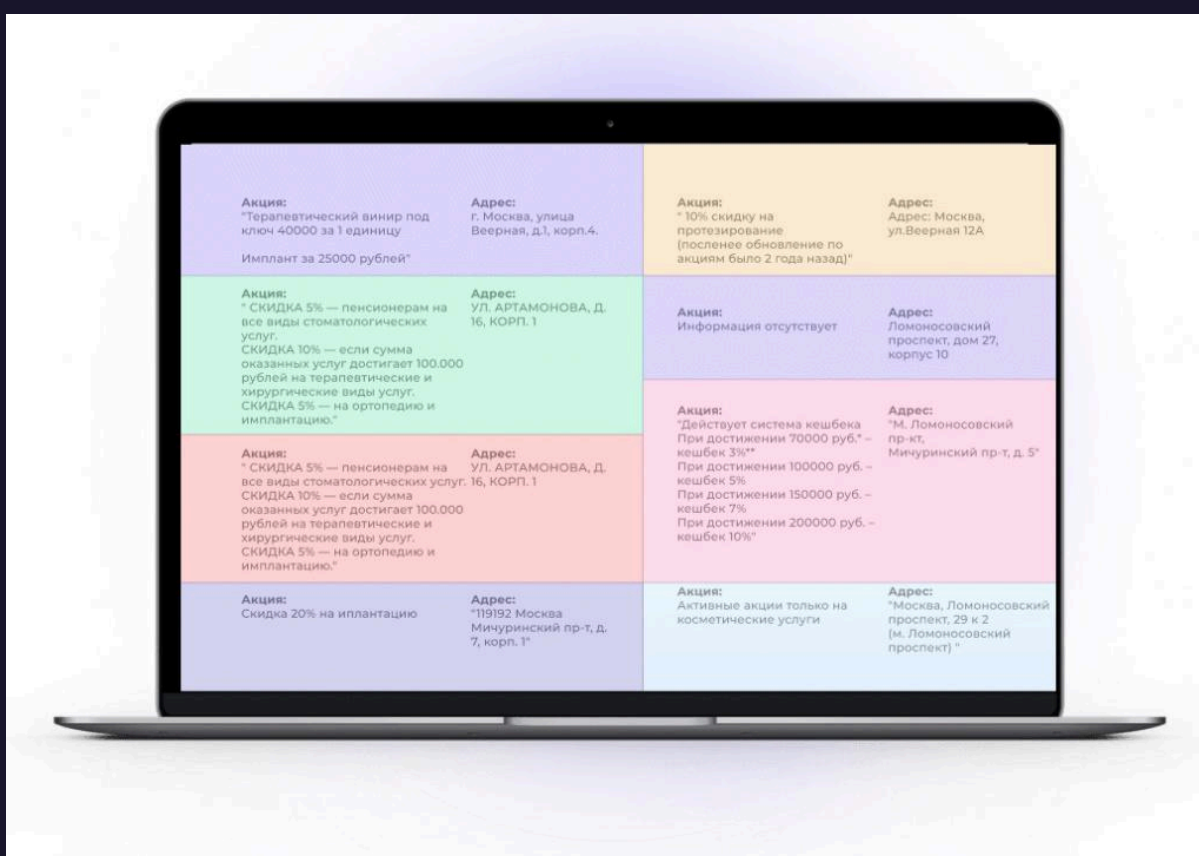 Акция:
"Терапевтический винир под
ключ 40000 за 1 единицу
Имплант за 25000 рублей"
Адрес:
г. Москва, улица
Веерная, д.1, корп.4.
Акция:
" СКИДКА 5% — пенсионерам на
все виды стоматологических
услуг.
СКИДКА 10% — если сумма
оказанных услуг достигает 100.000
рублей на терапевтические и
хирургические виды услуг.
СКИДКА 5% — на ортопедию и
имплантацию."
Адрес:
УЛ. АРТАМОНОВА, Д.
16, КОРП. 1
Акция:
" СКИДКА 5% — пенсионерам на
все виды стоматологических услуг.
СКИДКА 10% — если сумма
оказанных услуг достигает 100.000
рублей на терапевтические и
хирургические виды услуг.
СКИДКА 5% — на ортопедию и
имплантацию."
Адрес:
УЛ. АРТАМОНОВА, Д.
16, КОРП. 1
Акция:
Скидка 20% на иплантацию
Адрес:
"119192 Москва
Мичуринский пр-т, д.
7, корп. 1"
Акция:
" 10% скидку на
протезирование
(посленее обновление по
акциям было 2 года назад)"
Адрес:
Адрес: Москва,
ул.Веерная 12А
Акция:
Информация отсутствует
Адрес:
Ломоносовский
проспект, дом 27,
корпус 10
Акция:
"Действует система кешбека
При достижении 70000 руб.* –
кешбек 3%**
При достижении 100000 руб. –
кешбек 5%
При достижении 150000 руб. –
кешбек 7%
При достижении 200000 руб. –
кешбек 10%"
Адрес:
"М. Ломоносовский
пр-кт,
Мичуринский пр-т, д. 5"
Акция:
Активные акции только на
косметические услуги
Адрес:
"Москва, Ломоносовский
проспект, 29 к 2
(м. Ломоносовский
проспект) "